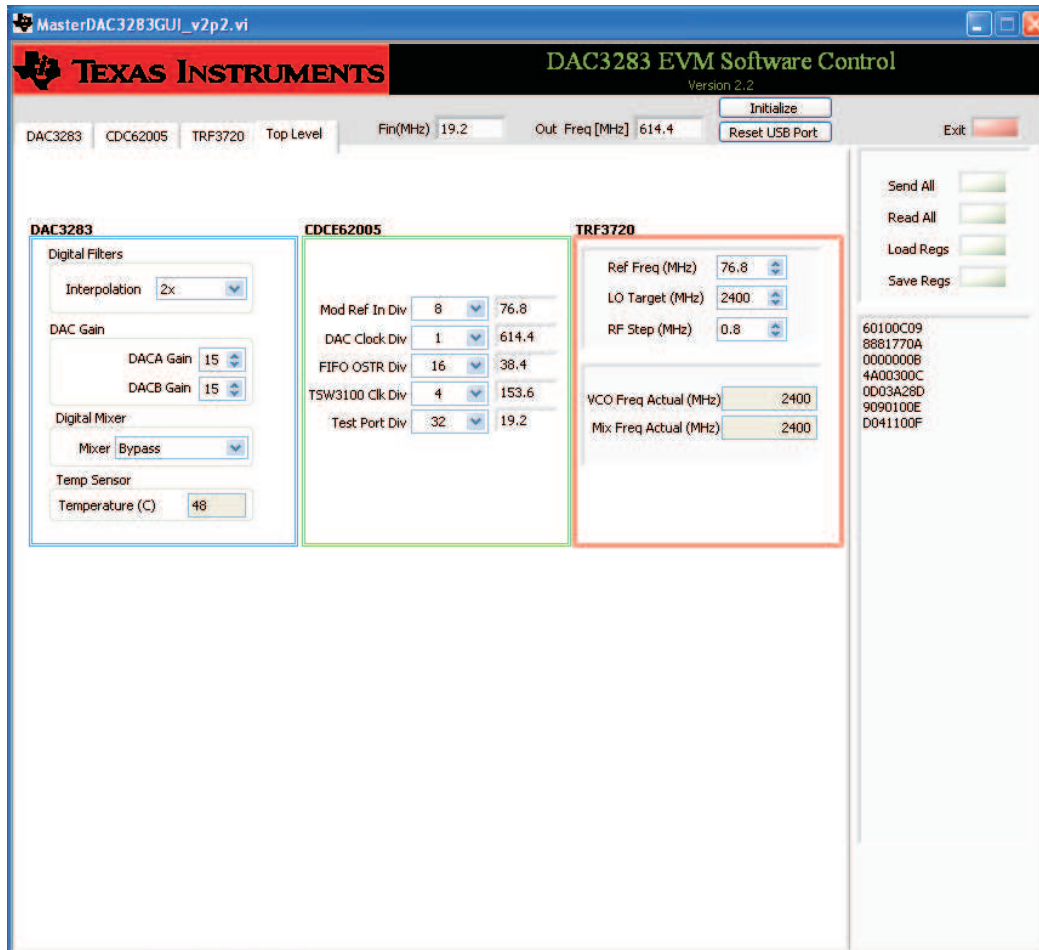 MasterDAC3283GUI_v2p2.vi
TEXAS INSTRUMENTS
DAC3283 EVM Software Control
Version 2.2
DAC3283 CDC62005 TRF3720 Top Level
Fin(MHz) 19.2
Out Freq [MHz] 614.4
Initialize
Reset USB Port
Exit
Send All
Read All
Load Regs
Save Regs
DAC3283
Digital Filters
Interpolation 2x
DAC Gain
DACA Gain 15
DACB Gain 15
Digital Mixer
Mixer Bypass
Temp Sensor
Temperature (C) 48
CDCE62005
Mod Ref In Div 8 76.8
DAC Clock Div 1 614.4
FIFO OSTR Div 16 38.4
TSW3100 Clk Div 4 153.6
Test Port Div 32 19.2
TRF3720
Ref Freq (MHz) 76.8
LO Target (MHz) 2400
RF Step (MHz) 0.8
VCO Freq Actual (MHz) 2400
Mix Freq Actual (MHz) 2400
60100C09
8881770A
0000000B
4A00300C
0D03A28D
9090100E
D041100F